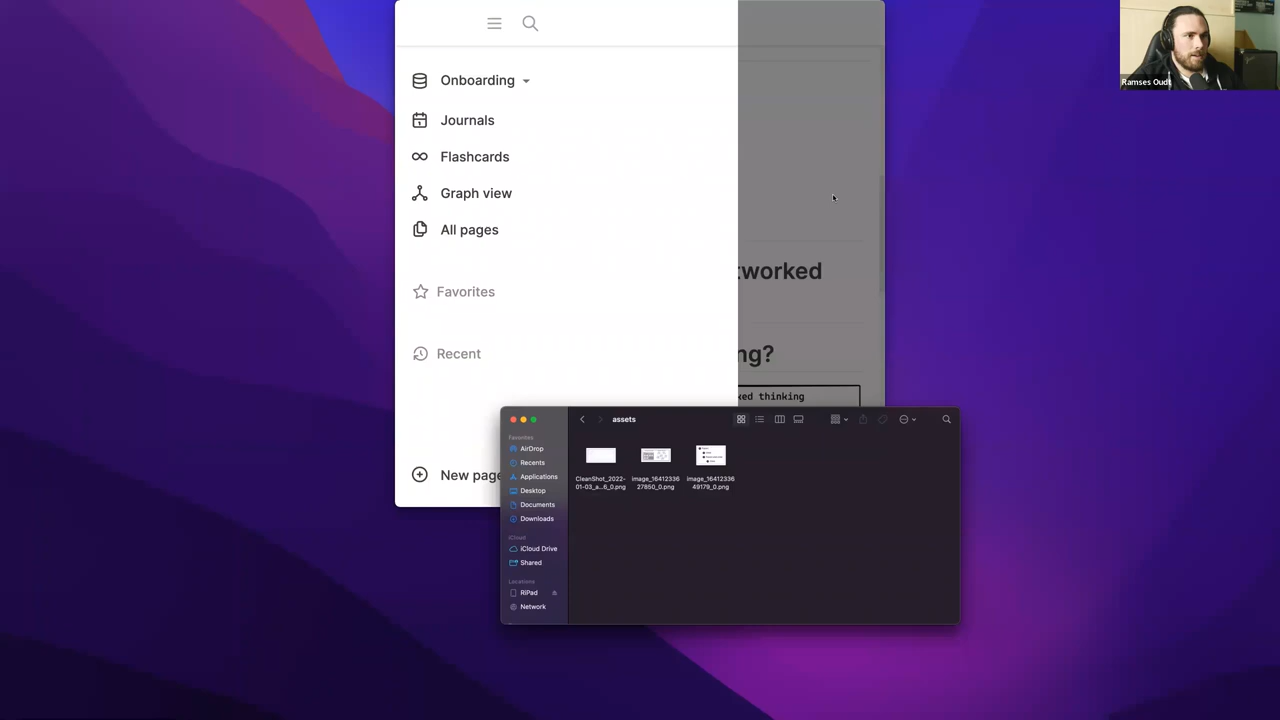 Ramses Oudt
Onboarding
Journals
Flashcards
Graph view
All pages
Favorites
Recent
New page
tworked
ng?
ked thinking
assets
Favorites
AirDrop
Recents
Applications
Desktop
Documents
Downloads
iCloud
iCloud Drive
Shared
Locations
RiPad
Network
CleanShot_2022-
01-03_a...6_0.png
image_16412336
27850_0.png
image_16412336
49179_0.png